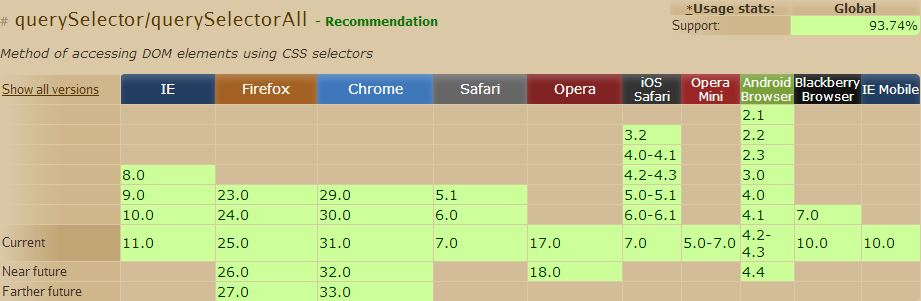 # querySelector/querySelectorAll - Recommendation
*Usage stats: Global
Support: 93.74%
Method of accessing DOM elements using CSS selectors
Show all versions IE Firefox Chrome Safari Opera iOS Safari Opera Mini Android Browser Blackberry Browser IE Mobile
2.1
3.2 2.2
4.0-4.1 2.3
8.0 4.2-4.3 3.0
9.0 23.0 29.0 5.1 5.0-5.1 4.0
10.0 24.0 30.0 6.0 6.0-6.1 4.1 7.0
Current 11.0 25.0 31.0 7.0 17.0 7.0 5.0-7.0 4.2-4.3 10.0 10.0
Near future 26.0 32.0 18.0 4.4
Farther future 27.0 33.0